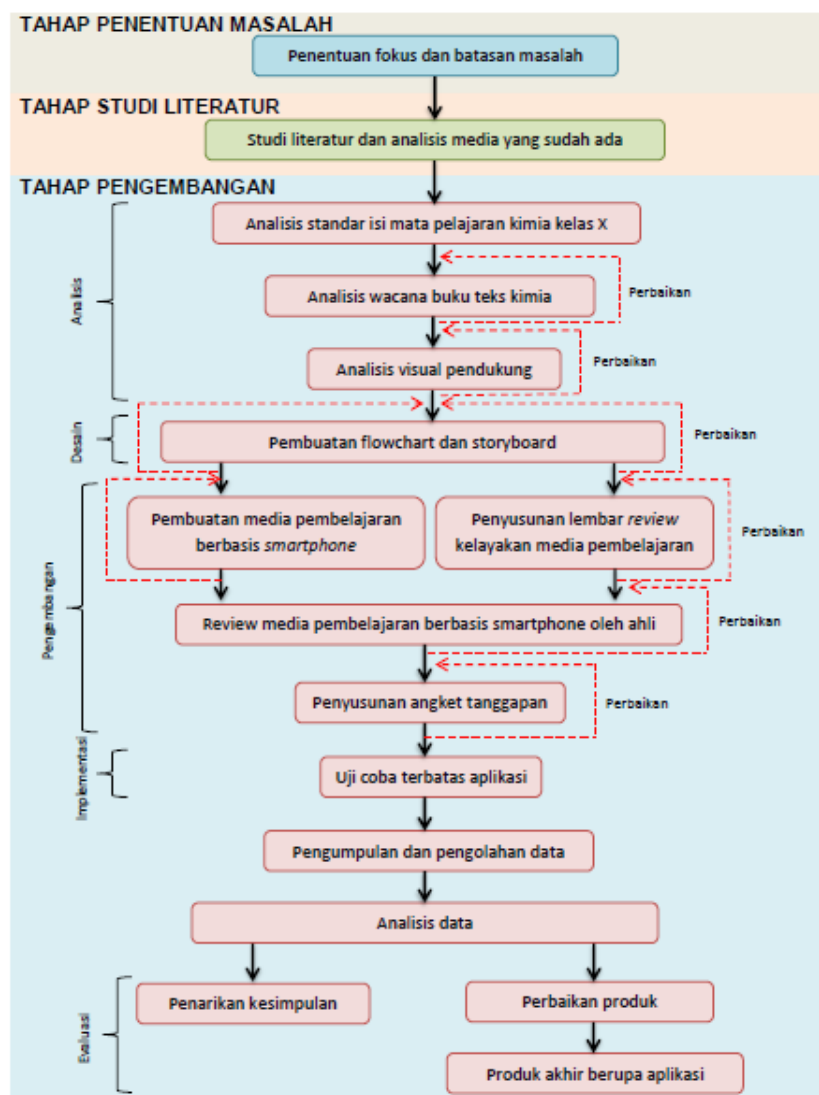 TAHAP PENENTUAN MASALAH
Penentuan fokus dan batasan masalah
TAHAP STUDI LITERATUR
Studi literatur dan analisis media yang sudah ada
TAHAP PENGEMBANGAN
Analisis standar isi mata pelajaran kimia kelas X
Analisis
Analisis wacana buku teks kimia
Perbaikan
Analisis visual pendukung
Perbaikan
Desain
Pembuatan flowchart dan storyboard
Perbaikan
Pengembangan
Pembuatan media pembelajaran
berbasis smartphone
Penyusunan lembar review
kelayakan media pembelajaran
Perbaikan
Review media pembelajaran berbasis smartphone oleh ahli
Perbaikan
Penyusunan angket tanggapan
Perbaikan
Implementasi
Uji coba terbatas aplikasi
Pengumpulan dan pengolahan data
Analisis data
Evaluasi
Penarikan kesimpulan
Perbaikan produk
Produk akhir berupa aplikasi